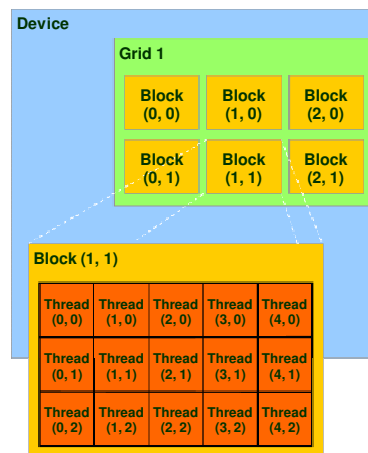 Device
Grid 1
Block Block Block
(0, 0) (1, 0) (2, 0)
Block Block Block
(0, 1) (1, 1) (2, 1)
Block (1, 1)
Thread Thread Thread Thread Thread
(0, 0) (1, 0) (2, 0) (3, 0) (4, 0)
Thread Thread Thread Thread Thread
(0, 1) (1, 1) (2, 1) (3, 1) (4, 1)
Thread Thread Thread Thread Thread
(0, 2) (1, 2) (2, 2) (3, 2) (4, 2)